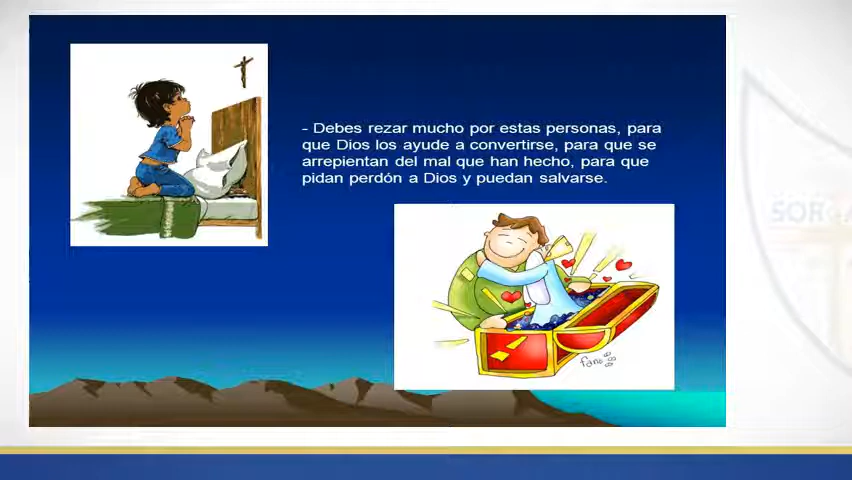 - Debes rezar mucho por estas personas, para
que Dios los ayude a convertirse, para que se
arrepientan del mal que han hecho, para que
pidan perdón a Dios y puedan salvarse.
fano